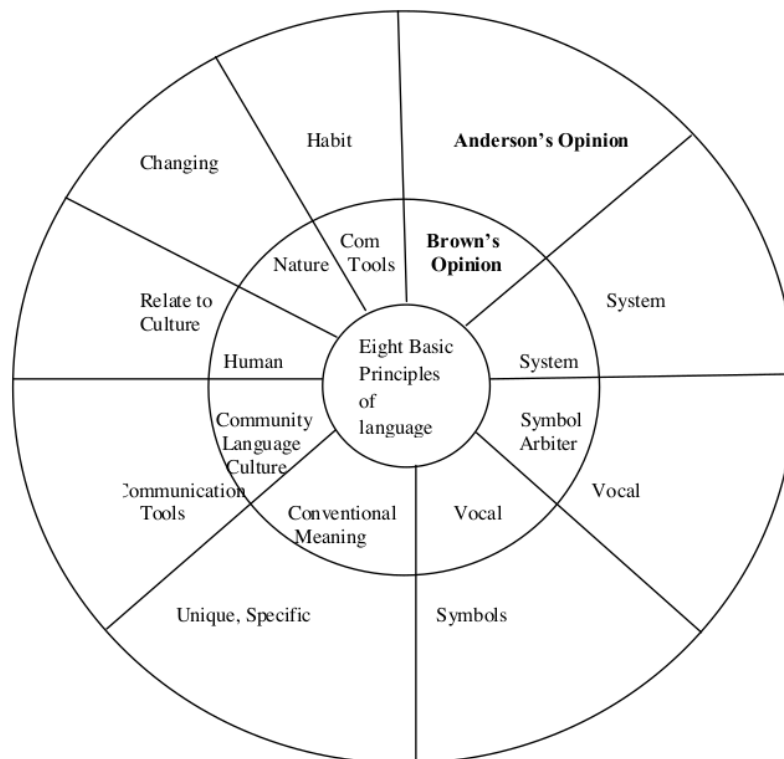 Habit
Anderson's Opinion
Changing
Com
Tools
Brown's
Opinion
Nature
Relate to
Culture
System
Eight Basic
Principles
of
language
Human
System
Community
Language
Culture
Symbol
Arbiter
Communication
Tools
Vocal
Conventional
Meaning
Vocal
Unique, Specific
Symbols